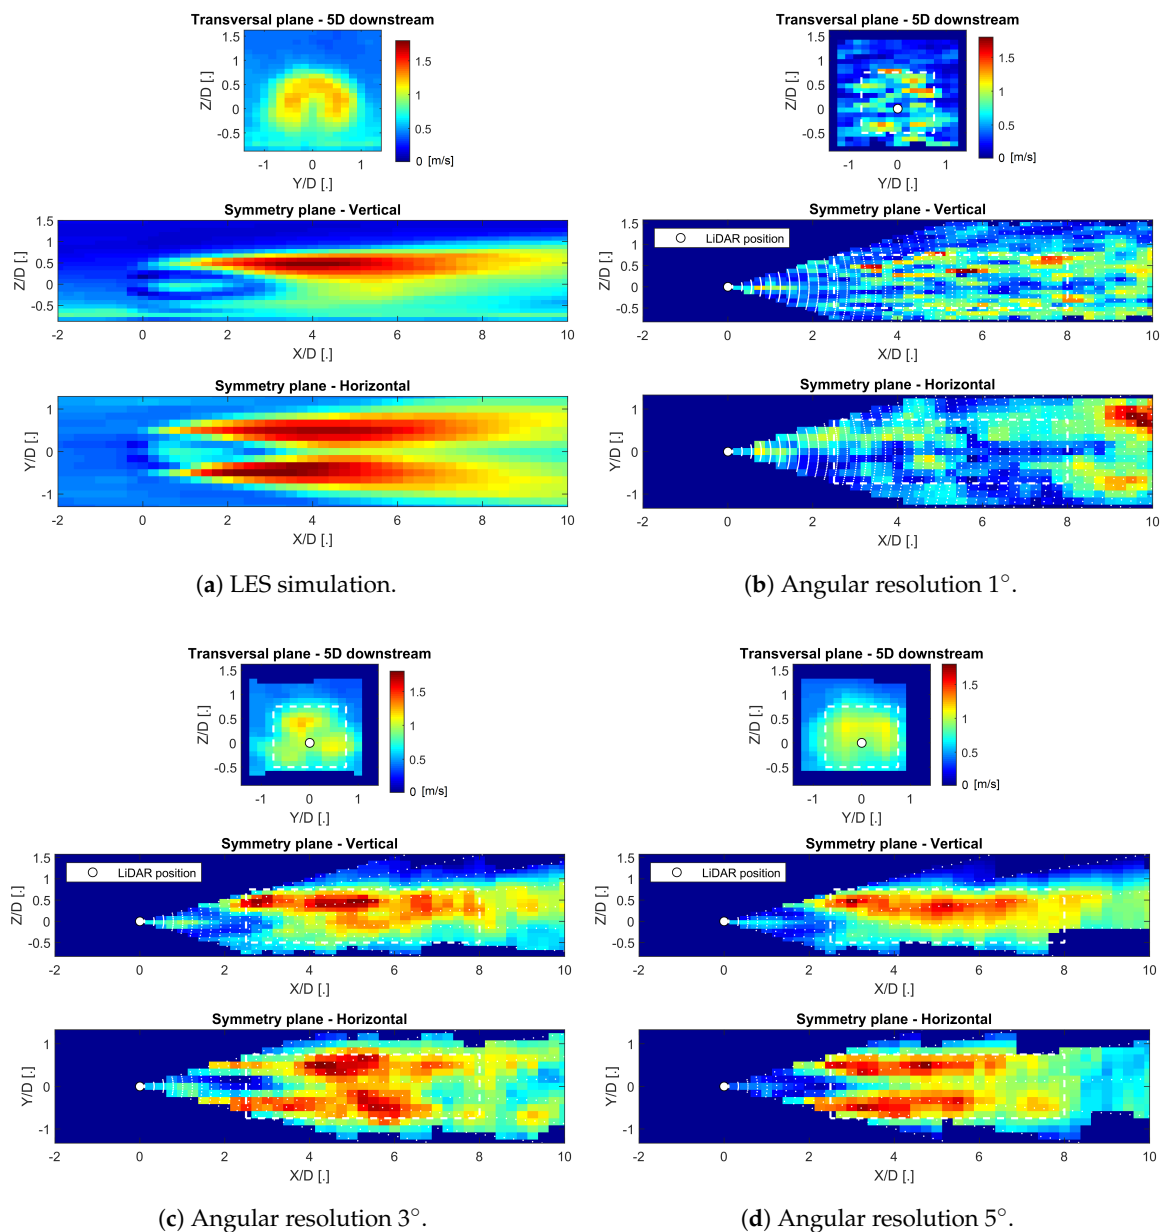 Transversal plane - 5D downstream
1.5
1
0.5
0
-0.5
Z/D [.]
-1 0 1
Y/D [.]
1.5
1
0.5
0 [m/s]
Symmetry plane - Vertical
1.5
0.5
-0.5
Z/D [.]
-2 0 2 4 6 8 10
X/D [.]
Symmetry plane - Horizontal
1
0
-1
Y/D [.]
-2 0 2 4 6 8 10
X/D [.]
(a) LES simulation.
Transversal plane - 5D downstream
1.5
1
0.5
0
-0.5
Z/D [.]
-1 0 1
Y/D [.]
1.5
1
0.5
0 [m/s]
Symmetry plane - Vertical
LiDAR position
1.5
0.5
-0.5
Z/D [.]
-2 0 2 4 6 8 10
X/D [.]
Symmetry plane - Horizontal
1
0
-1
Y/D [.]
-2 0 2 4 6 8 10
X/D [.]
(b) Angular resolution 1°.
Transversal plane - 5D downstream
1.5
1
0.5
0
-0.5
Z/D [.]
-1 0 1
Y/D [.]
1.5
1
0.5
0 [m/s]
Symmetry plane - Vertical
LiDAR position
1.5
0.5
-0.5
Z/D [.]
-2 0 2 4 6 8 10
X/D [.]
Symmetry plane - Horizontal
1
0
-1
Y/D [.]
-2 0 2 4 6 8 10
X/D [.]
(c) Angular resolution 3°.
Transversal plane - 5D downstream
1.5
1
0.5
0
-0.5
Z/D [.]
-1 0 1
Y/D [.]
1.5
1
0.5
0 [m/s]
Symmetry plane - Vertical
LiDAR position
1.5
0.5
-0.5
Z/D [.]
-2 0 2 4 6 8 10
X/D [.]
Symmetry plane - Horizontal
1
0
-1
Y/D [.]
-2 0 2 4 6 8 10
X/D [.]
(d) Angular resolution 5°.